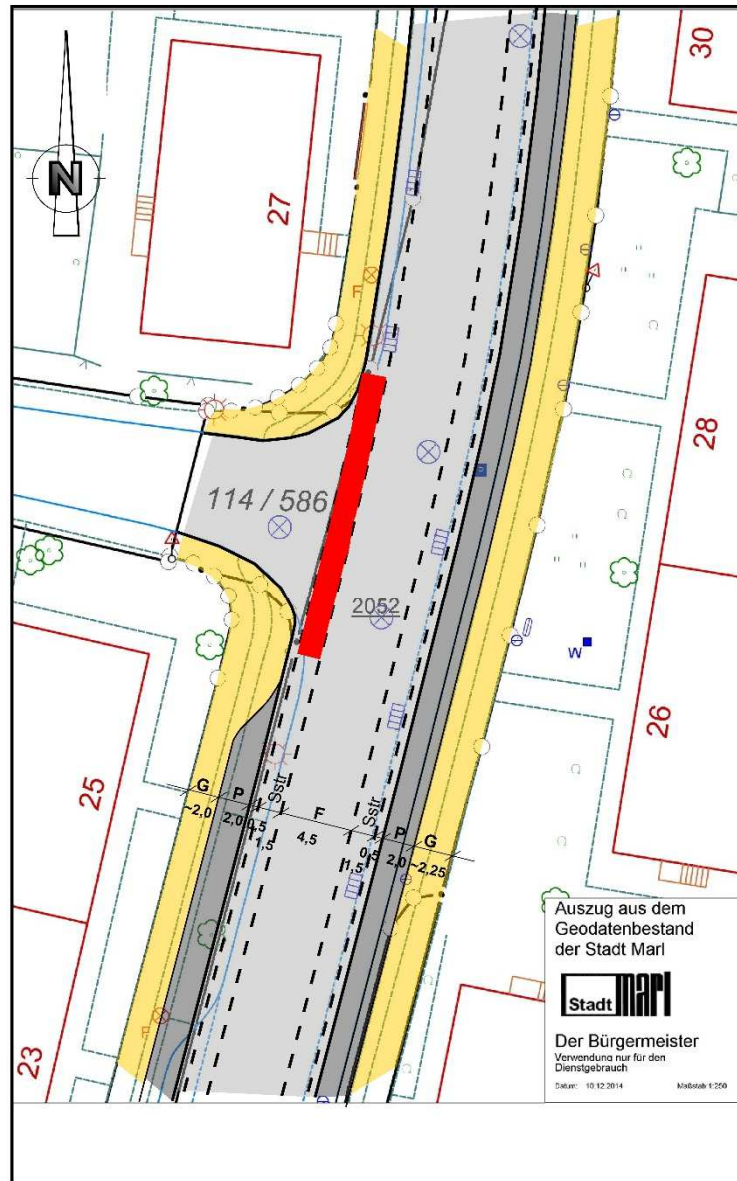 30
N
27
F
28
114 / 586
2052
W
26
25
G
P
Sstr
F
Sstr
P
G
~2,0
2,0
0,5
1,5
4,5
1,5
0,5
2,0
~2,25
F
23
Auszug aus dem
Geodatenbestand
der Stadt Marl
Stadt marl
Der Bürgermeister
Verwendung nur für den
Dienstgebrauch
Datum: 10.12.2014 Maßstab 1:250